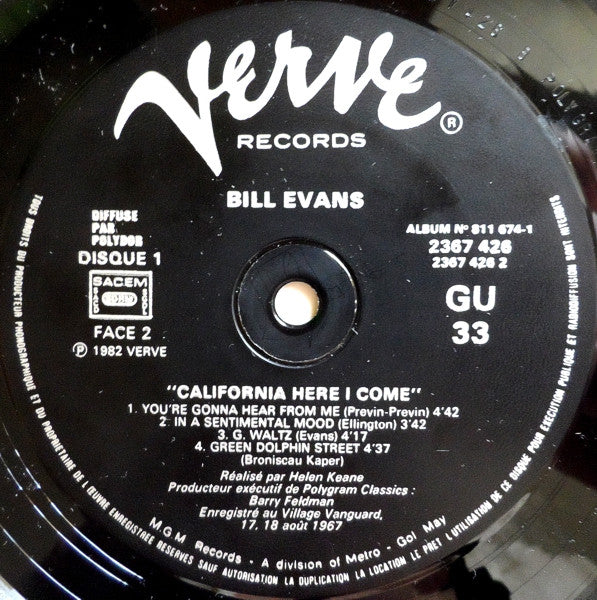 Verve®
RECORDS
BILL EVANS
DIFFUSE
PAR
POLYDOR
DISQUE 1
SACEM
FACE 2
℗ 1982 VERVE
ALBUM Nº 811 674-1
2367 426
2367 426 2
GU
33
"CALIFORNIA HERE I COME"
1. YOU'RE GONNA HEAR FROM ME (Previn-Previn) 4'42
2. IN A SENTIMENTAL MOOD (Ellington) 3'42
3. G. WALTZ (Evans) 4'17
4. GREEN DOLPHIN STREET 4'37
(Broniscau Kaper)
Réalisé par Helen Keane
Producteur exécutif de Polygram Classics :
Barry Feldman
Enregistré au Village Vanguard,
17, 18 août 1967
M.G.M. Records - A division of Metro - Gol May
TOUS DROITS DU PRODUCTEUR PHONOGRAPHIQUE ET DU PROPRIETAIRE DE L'ŒUVRE ENREGISTREE RESERVES SAUF AUTORISATION LA DUPLICATION LA LOCATION LE PRET L'UTILISATION DE CE DISQUE POUR EXECUTION PUBLIQUE ET RADIODIFFUSION SONT INTERDITS